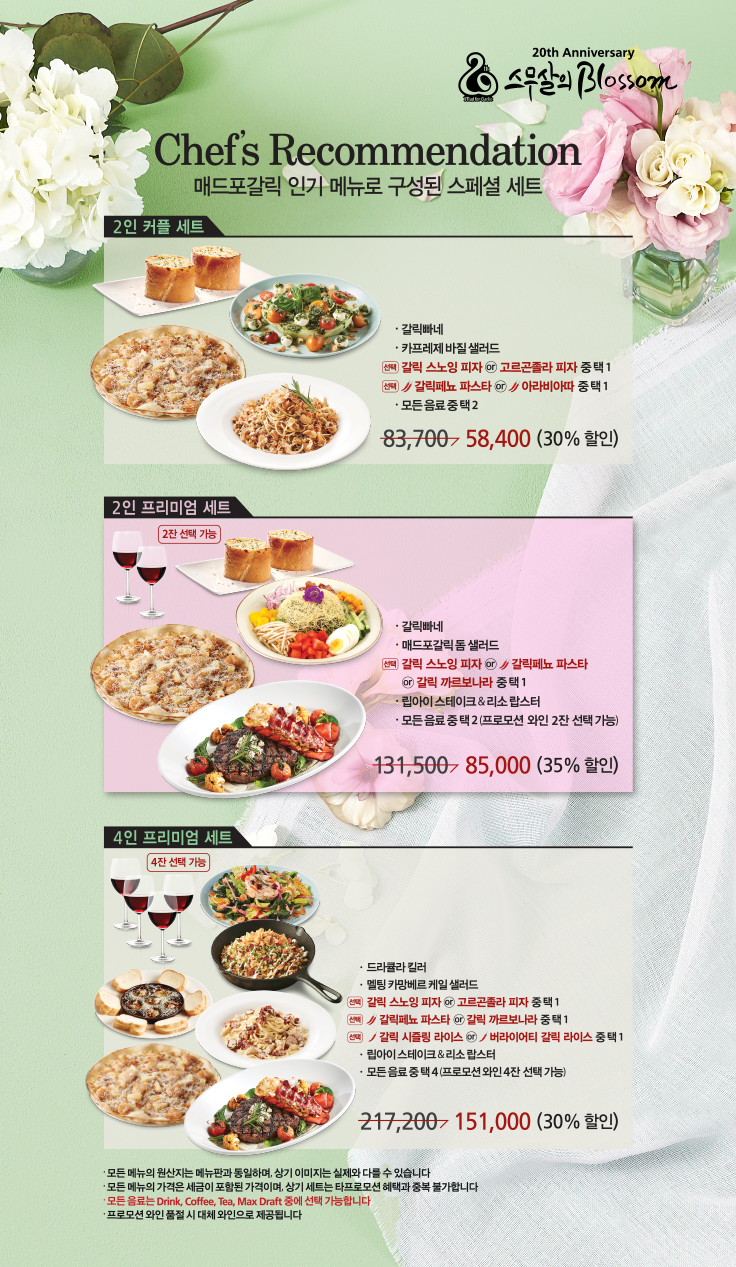 20th Anniversary
스무살의 Blossom
Chef's Recommendation
매드포갈릭 인기 메뉴로 구성된 스페셜 세트
2인 커플 세트
· 갈릭빠네
· 카프레제 바질 샐러드
선택 갈릭 스노잉 피자 or 고르곤졸라 피자 중 택 1
선택 갈릭페뇨 파스타 or 아라비아따 중 택 1
· 모든 음료 중 택 2
83,700 58,400 (30% 할인)
2인 프리미엄 세트
2잔 선택 가능
· 갈릭빠네
· 매드포갈릭 돔 샐러드
선택 갈릭 스노잉 피자 or 갈릭페뇨 파스타
or 갈릭 까르보나라 중 택 1
· 립아이 스테이크 & 리소 랍스터
· 모든 음료 중 택 2 (프로모션 와인 2잔 선택 가능)
131,500 85,000 (35% 할인)
4인 프리미엄 세트
4잔 선택 가능
· 드라큘라 킬러
· 멜팅 카망베르 케일 샐러드
선택 갈릭 스노잉 피자 or 고르곤졸라 피자 중 택 1
선택 갈릭페뇨 파스타 or 갈릭 까르보나라 중 택 1
선택 갈릭 시즐링 라이스 or 버라이어티 갈릭 라이스 중 택 1
· 립아이 스테이크 & 리소 랍스터
· 모든 음료 중 택 4 (프로모션 와인 4잔 선택 가능)
217,200 151,000 (30% 할인)
· 모든 메뉴의 원산지는 메뉴판과 동일하며, 상기 이미지는 실제와 다를 수 있습니다
· 모든 메뉴의 가격은 세금이 포함된 가격이며, 상기 세트는 타프로모션 혜택과 중복 불가합니다
· 모든 음료는 Drink, Coffee, Tea, Max Draft 중에 선택 가능합니다
· 프로모션 와인 품절 시 대체 와인으로 제공됩니다